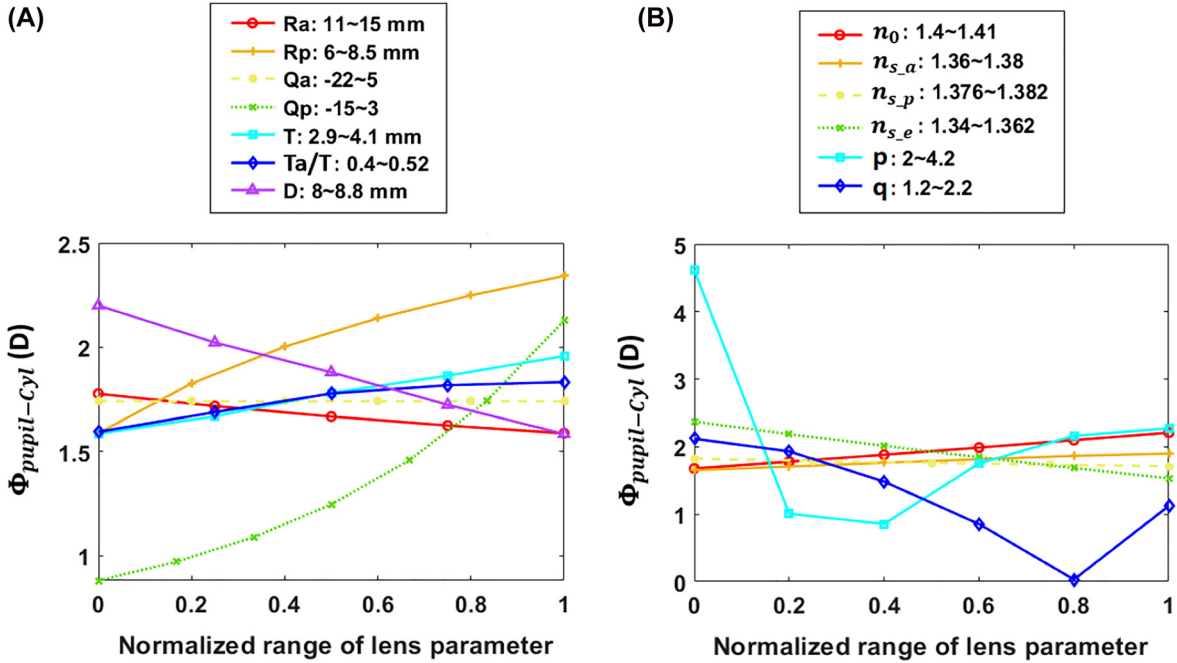 (A)
Ra: 11~15 mm
Rp: 6~8.5 mm
Qa: -22~5
Qp: -15~3
T: 2.9~4.1 mm
Ta/T: 0.4~0.52
D: 8~8.8 mm
2.5
2
1.5
1
0 0.2 0.4 0.6 0.8 1
Φpupil−Cyl (D)
Normalized range of lens parameter
(B)
n0 : 1.4~1.41
ns_a : 1.36~1.38
ns_p : 1.376~1.382
ns_e : 1.34~1.362
p : 2~4.2
q : 1.2~2.2
5
4
3
2
1
0
0 0.2 0.4 0.6 0.8 1
Φpupil−Cyl (D)
Normalized range of lens parameter